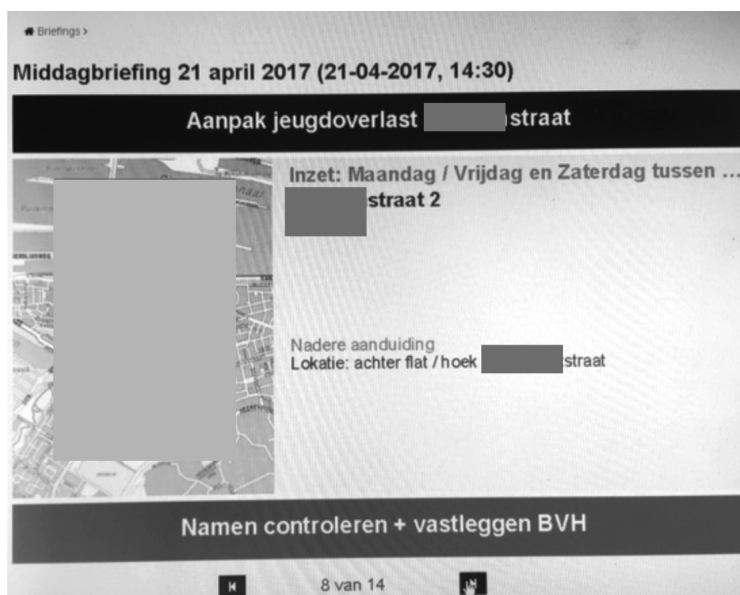 Briefings >
Middagbriefing 21 april 2017 (21-04-2017, 14:30)
Aanpak jeugdoverlast straat
Inzet: Maandag / Vrijdag en Zaterdag tussen ...
straat 2
Nadere aanduiding
Lokatie: achter flat / hoek straat
Namen controleren + vastleggen BVH
8 van 14